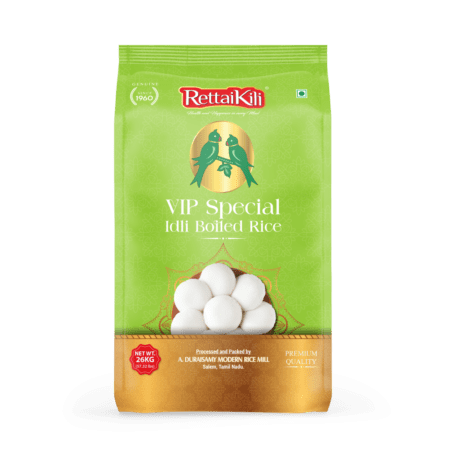 SINCE
1960
RettaiKili
VIP Special
Idli Boiled Rice
NET WT.
26KG
Processed and Packed by
A. DURAISAMY MODERN RICE MILL
Salem, Tamil Nadu.
PREMIUM
QUALITY